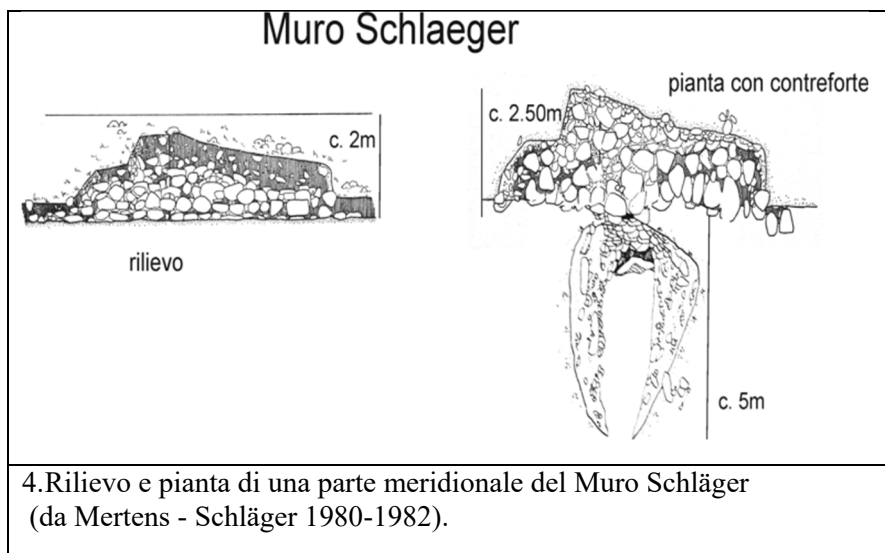 Muro Schlaeger
pianta con contreforte
c. 2.50m
c. 2m
rilievo
c. 5m
4.Rilievo e pianta di una parte meridionale del Muro Schläger
(da Mertens - Schläger 1980-1982).